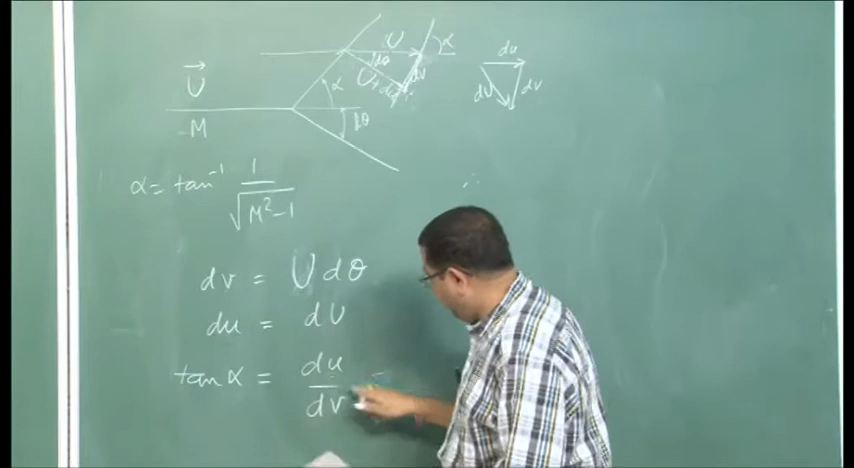 U α
dθ
U + dU dv
du
dU dv
U⃗
M
α
dθ
α = tan⁻¹ 1/√(M²-1)
dv = U dθ
du = dU
tan α = du/dv =